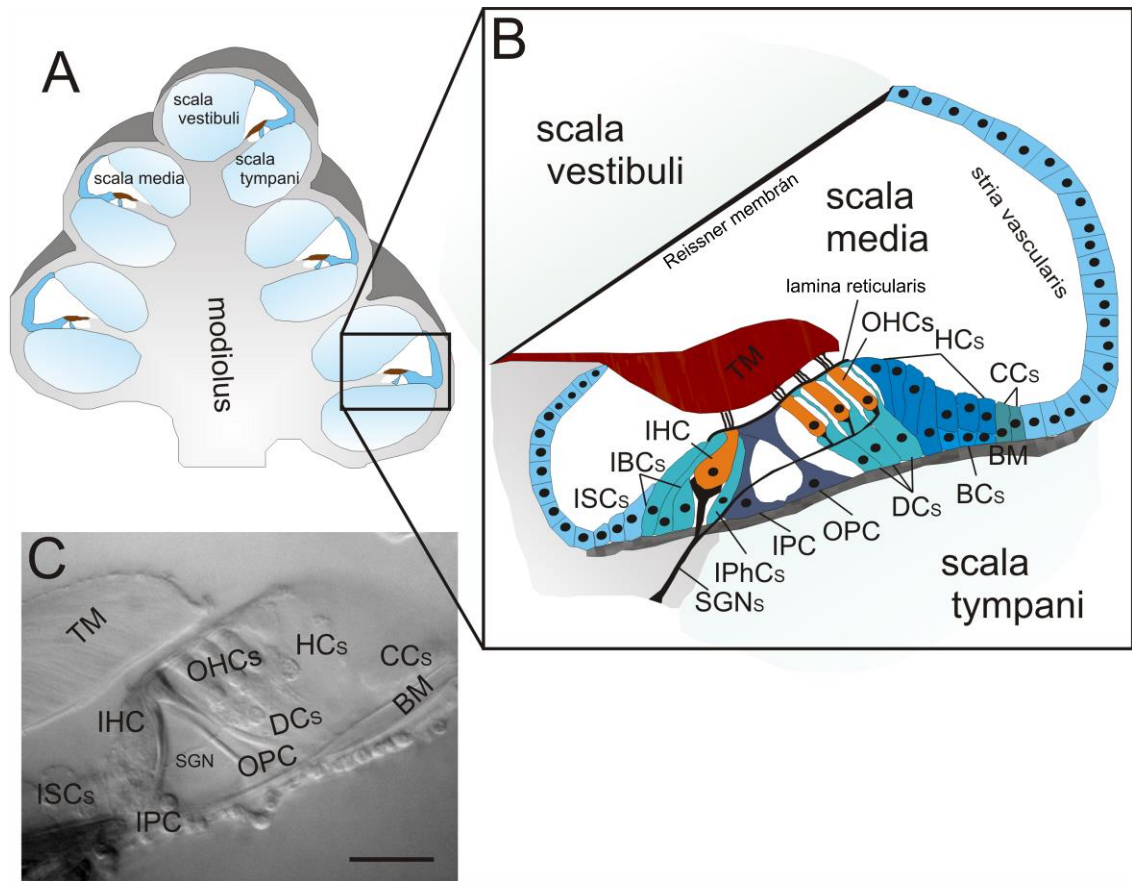 A
scala
vestibuli
scala
tympani
scala media
modiolus
B
scala
vestibuli
Reissner membrán
scala
media
stria vascularis
lamina reticularis
OHCs
HCs
CCs
TM
IHC
IBCs
ISCs
BM
BCs
DCs
OPC
IPC
IPhCs
SGNs
scala
tympani
C
TM
OHCs
HCs
CCs
BM
IHC
DCs
SGN
OPC
ISCs
IPC